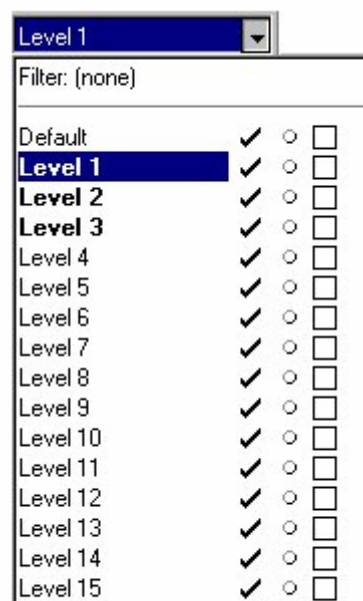 Level 1
Filter: (none)
Default
Level 1
Level 2
Level 3
Level 4
Level 5
Level 6
Level 7
Level 8
Level 9
Level 10
Level 11
Level 12
Level 13
Level 14
Level 15